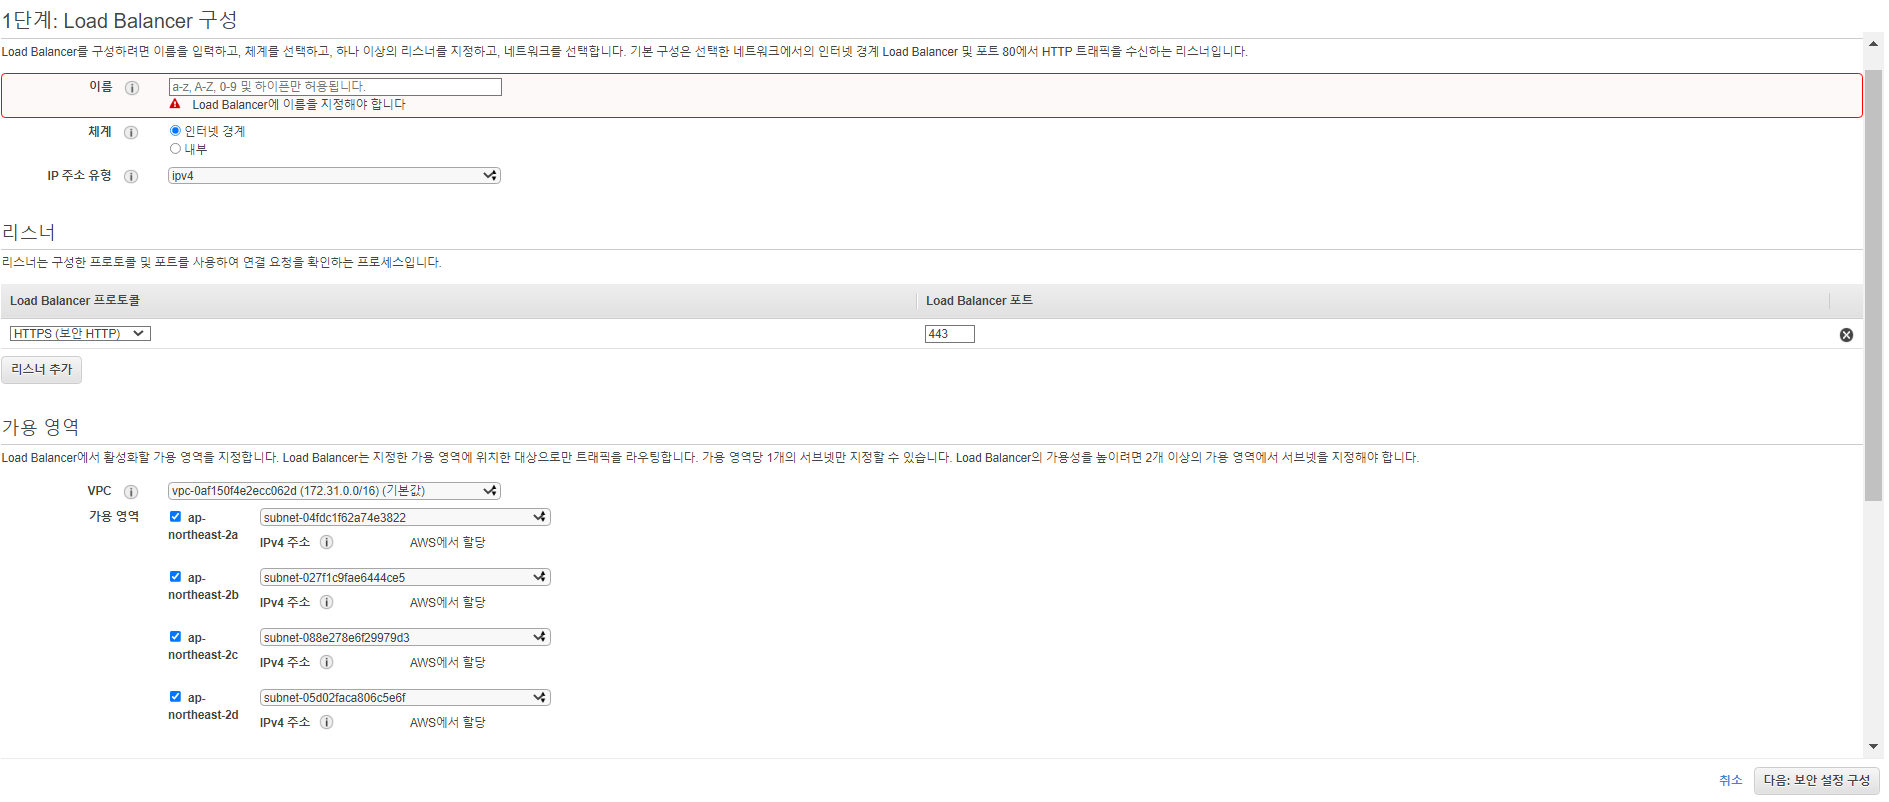 1단계: Load Balancer 구성
Load Balancer를 구성하려면 이름을 입력하고, 체계를 선택하고, 하나 이상의 리스너를 지정하고, 네트워크를 선택합니다. 기본 구성은 선택한 네트워크에서의 인터넷 경계 Load Balancer 및 포트 80에서 HTTP 트래픽을 수신하는 리스너입니다.
이름 a-z, A-Z, 0-9 및 하이픈만 허용됩니다.
Load Balancer에 이름을 지정해야 합니다
체계 인터넷 경계
내부
IP 주소 유형 ipv4
리스너
리스너는 구성한 프로토콜 및 포트를 사용하여 연결 요청을 확인하는 프로세스입니다.
Load Balancer 프로토콜 Load Balancer 포트
HTTPS (보안 HTTP) 443
리스너 추가
가용 영역
Load Balancer에서 활성화할 가용 영역을 지정합니다. Load Balancer는 지정한 가용 영역에 위치한 대상으로만 트래픽을 라우팅합니다. 가용 영역당 1개의 서브넷만 지정할 수 있습니다. Load Balancer의 가용성을 높이려면 2개 이상의 가용 영역에서 서브넷을 지정해야 합니다.
VPC vpc-0af150f4e2ecc062d (172.31.0.0/16) (기본값)
가용 영역 ap-northeast-2a subnet-04fdc1f62a74e3822
IPv4 주소 AWS에서 할당
ap-northeast-2b subnet-027f1c9fae6444ce5
IPv4 주소 AWS에서 할당
ap-northeast-2c subnet-088e278e6f29979d3
IPv4 주소 AWS에서 할당
ap-northeast-2d subnet-05d02faca806c5e6f
IPv4 주소 AWS에서 할당
취소 다음: 보안 설정 구성